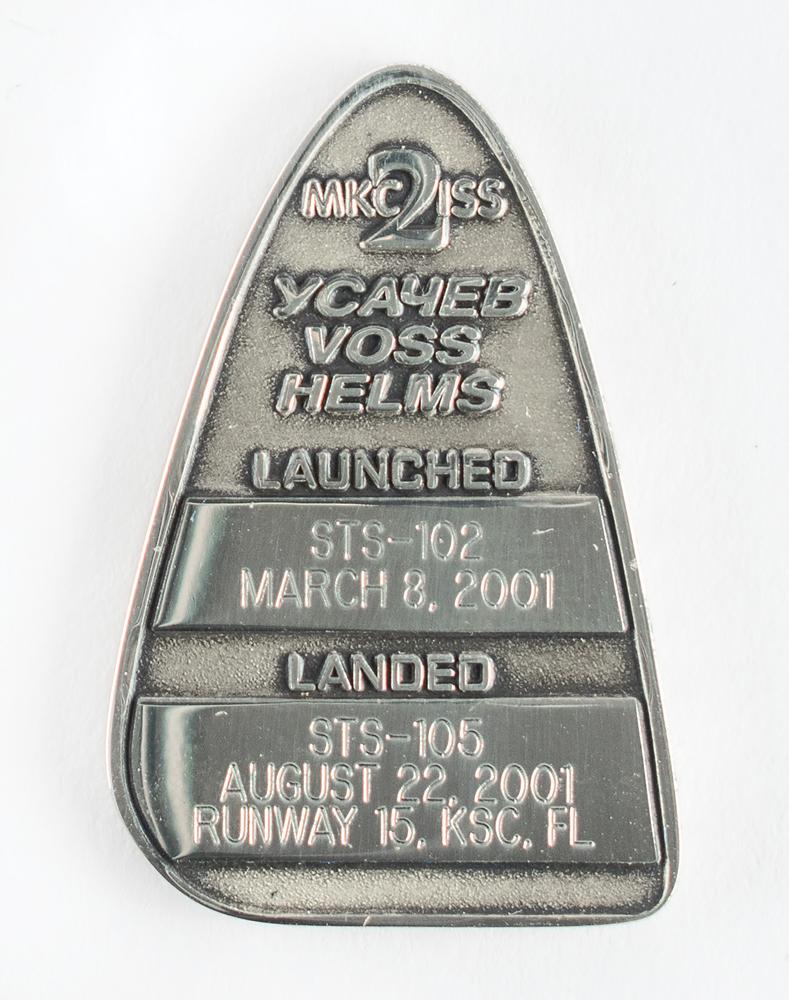 МКС 2 ISS
УСАЧЕВ
VOSS
HELMS
LAUNCHED
STS-102
MARCH 8, 2001
LANDED
STS-105
AUGUST 22, 2001
RUNWAY 15, KSC, FL